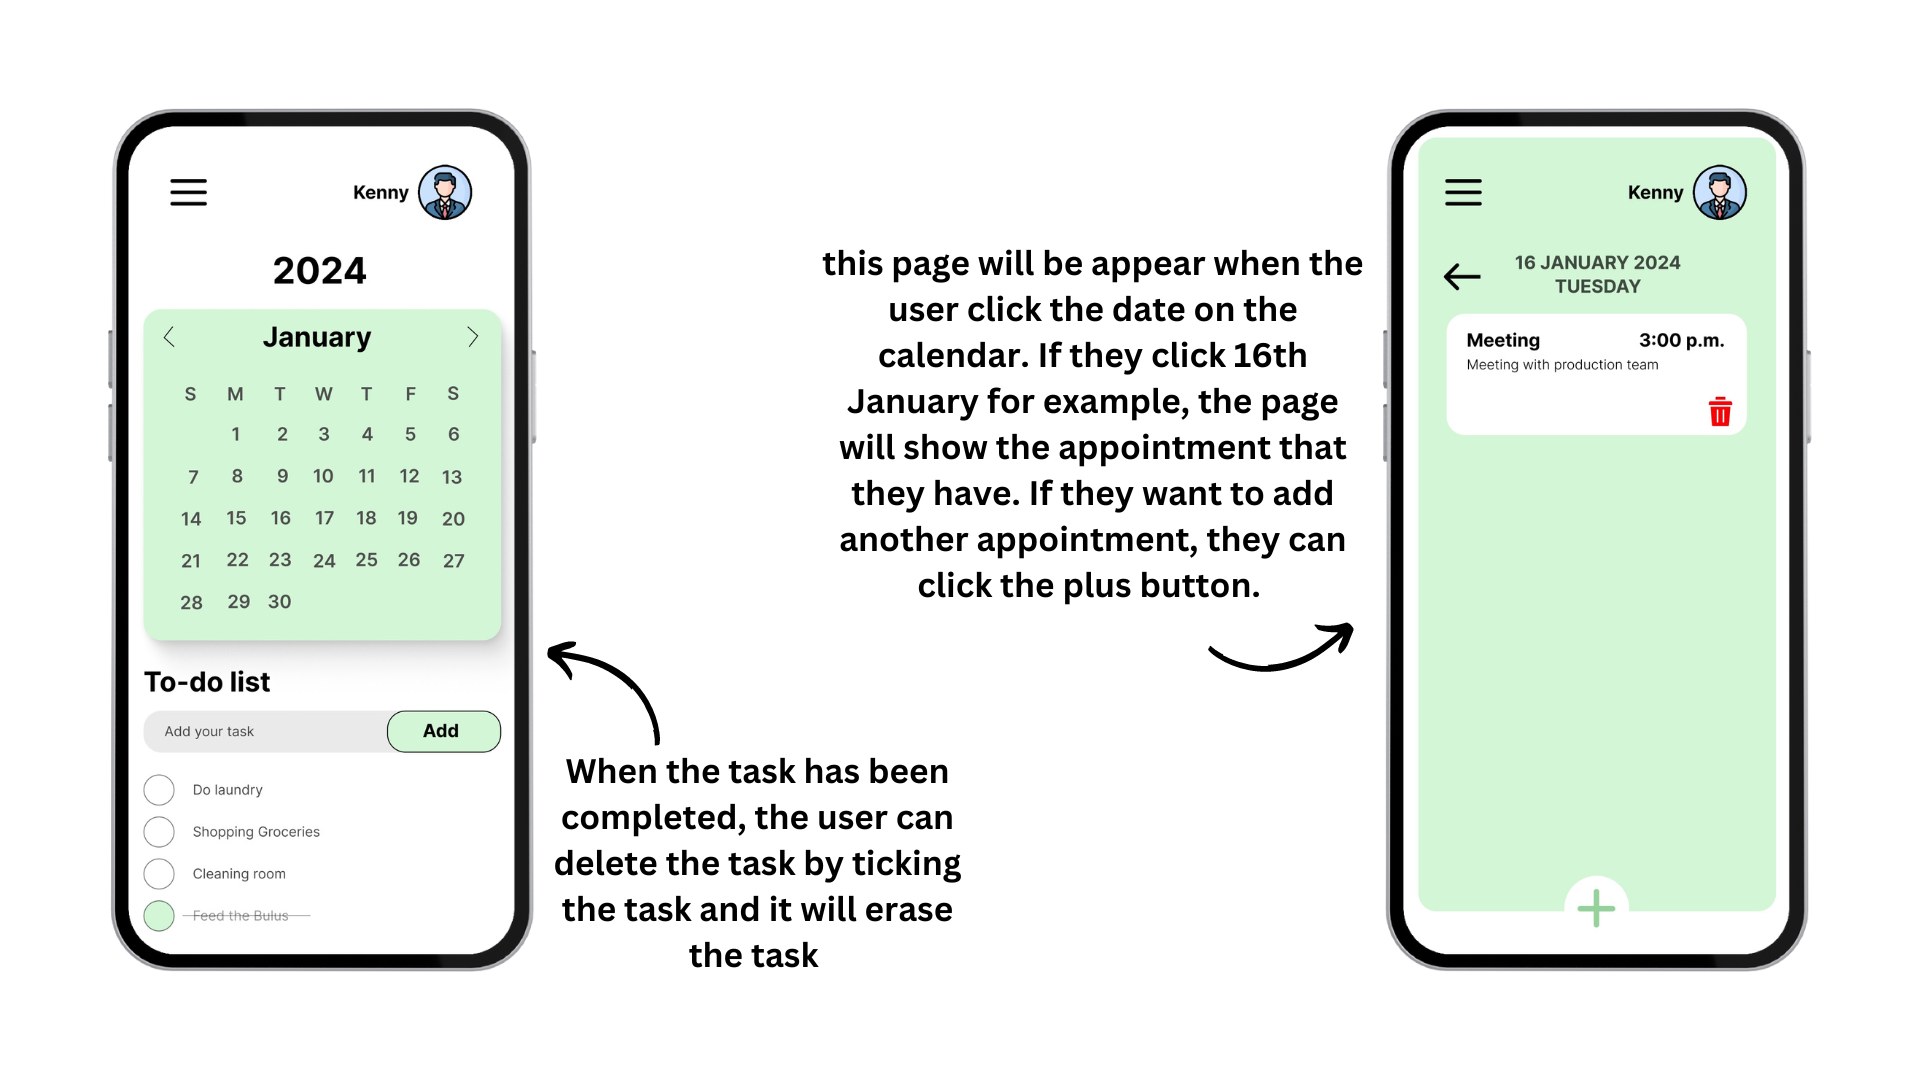 Kenny
2024
January
S M T W T F S
1 2 3 4 5 6
7 8 9 10 11 12 13
14 15 16 17 18 19 20
21 22 23 24 25 26 27
28 29 30
To-do list
Add your task Add
Do laundry
Shopping Groceries
Cleaning room
Feed the Bulus
When the task has been
completed, the user can
delete the task by ticking
the task and it will erase
the task
this page will be appear when the
user click the date on the
calendar. If they click 16th
January for example, the page
will show the appointment that
they have. If they want to add
another appointment, they can
click the plus button.
Kenny
16 JANUARY 2024
TUESDAY
Meeting 3:00 p.m.
Meeting with production team